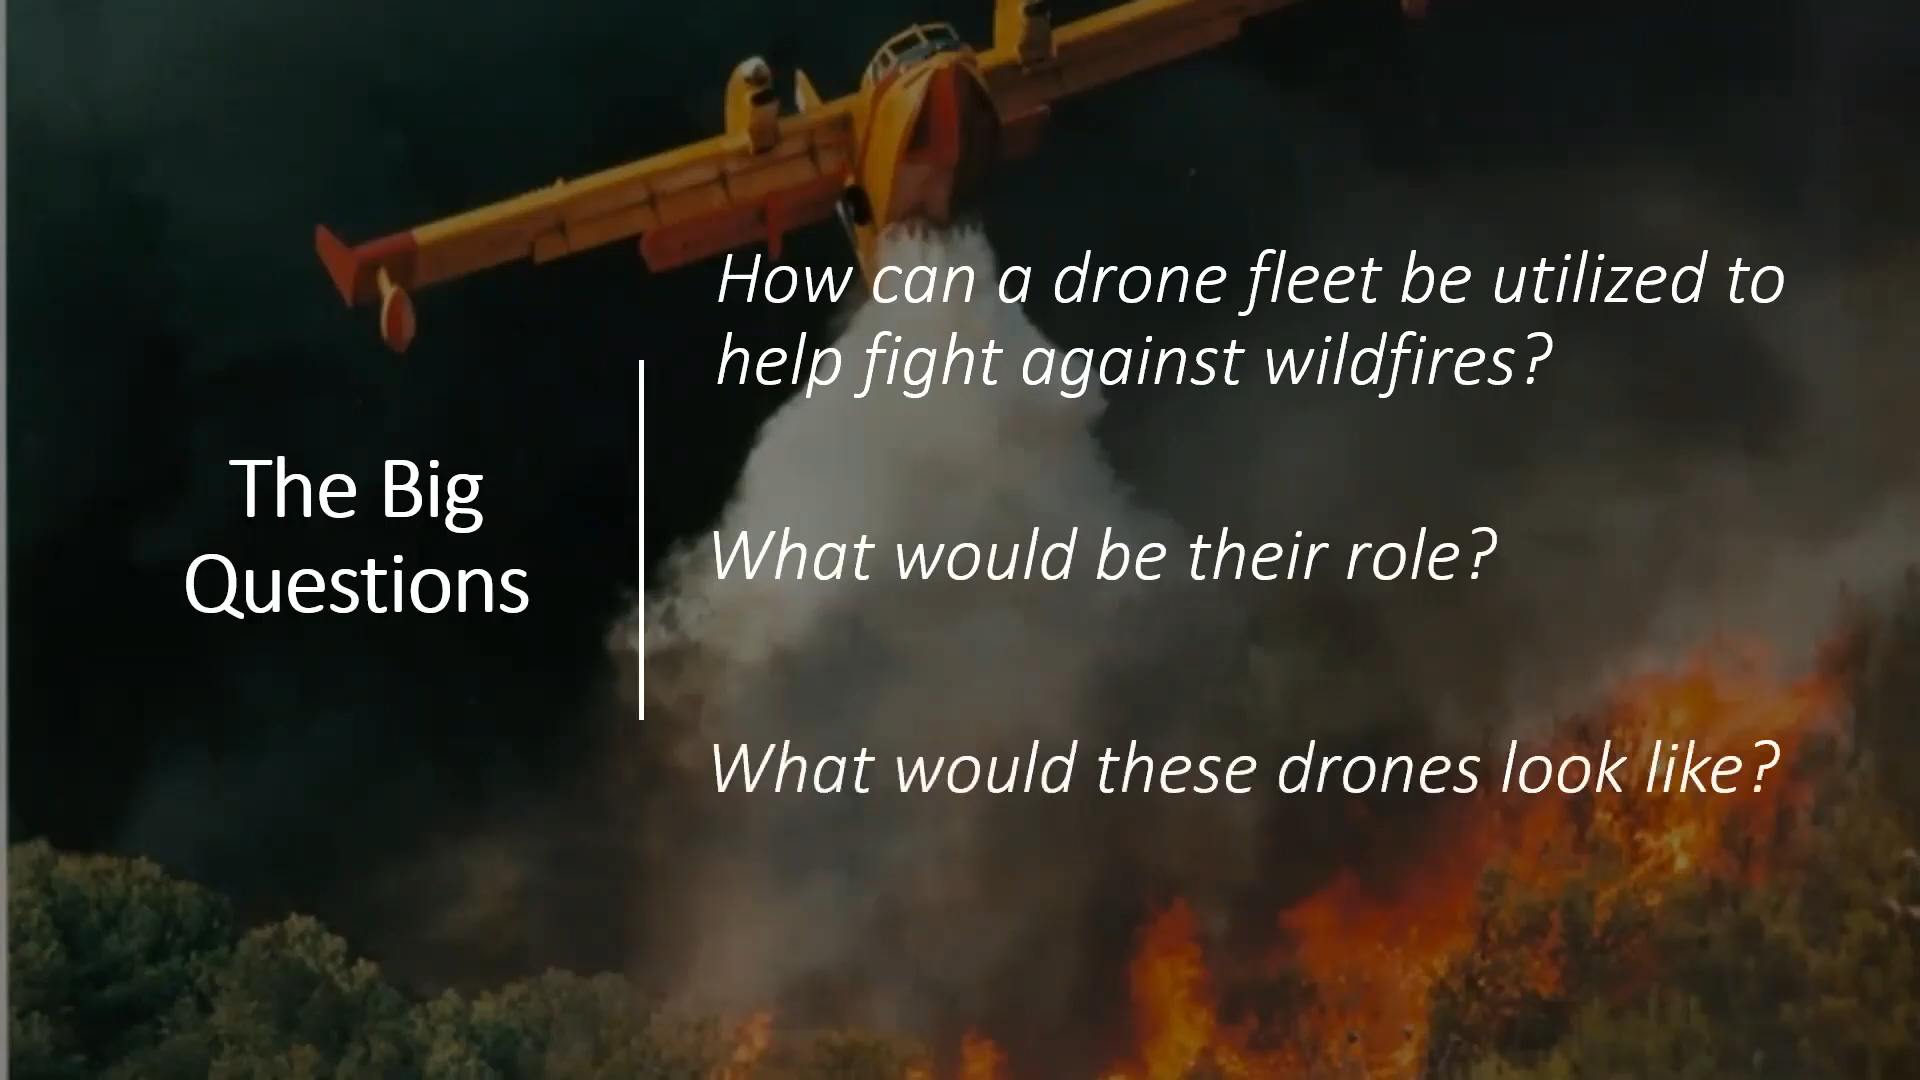 The Big
Questions
How can a drone fleet be utilized to
help fight against wildfires?
What would be their role?
What would these drones look like?